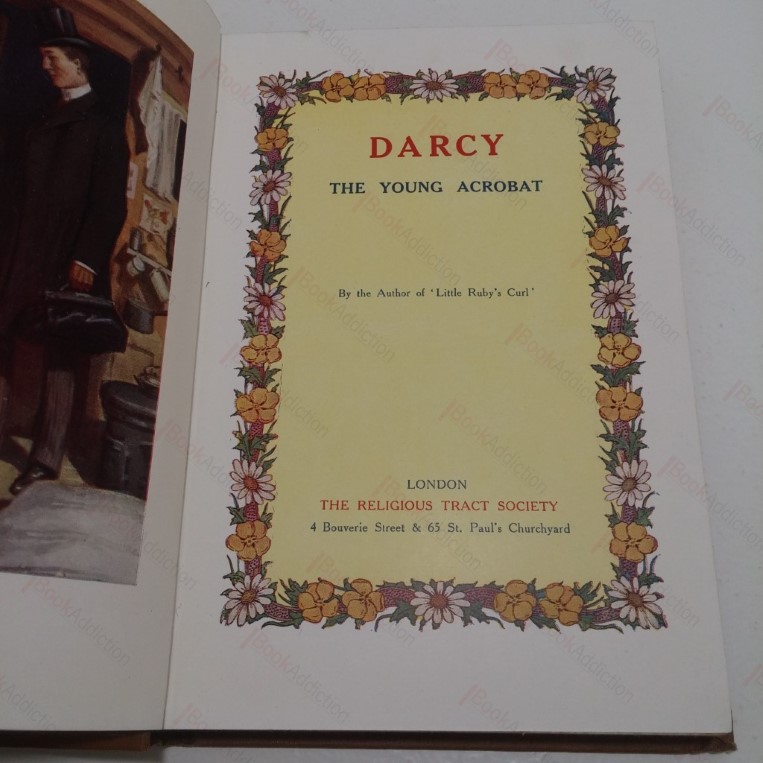 DARCY
THE YOUNG ACROBAT
By the Author of 'Little Ruby's Curl'
LONDON
THE RELIGIOUS TRACT SOCIETY
4 Bouverie Street & 65 St. Paul's Churchyard
BookAddiction